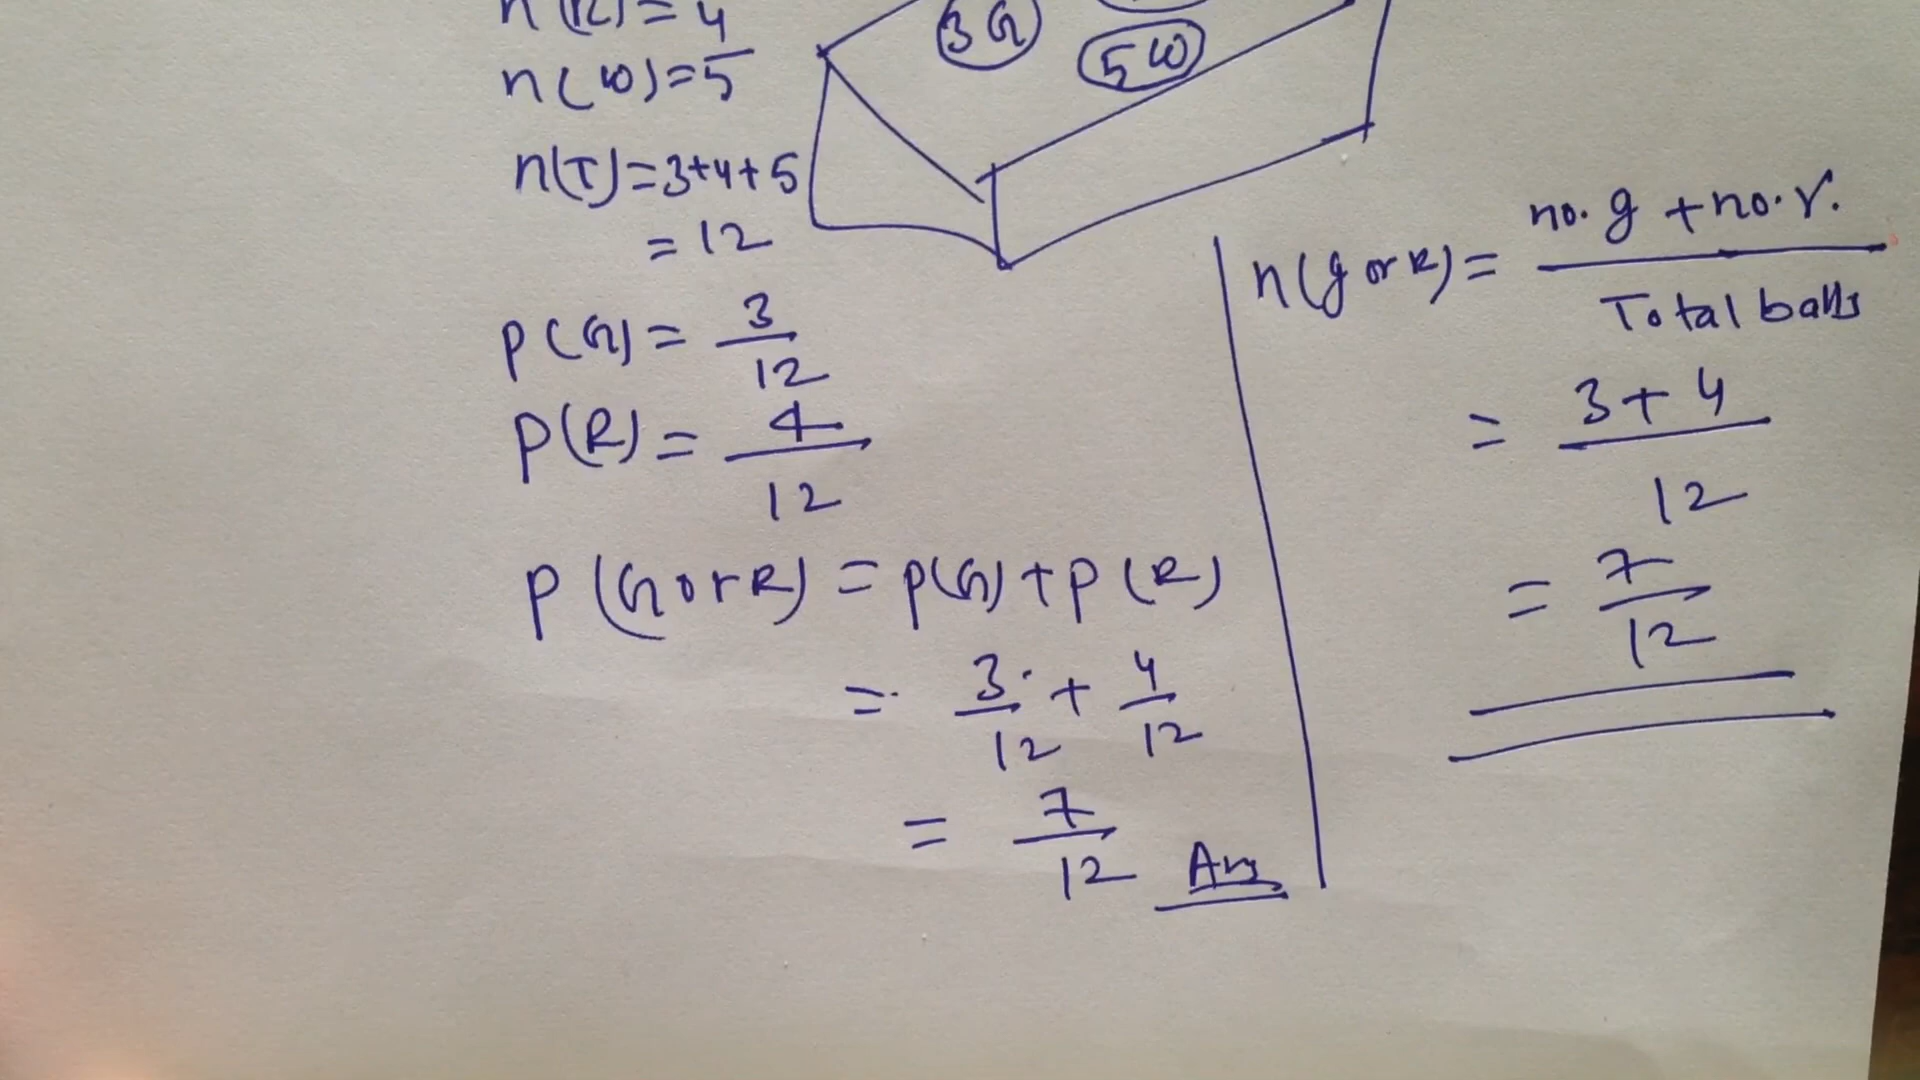 n(R)=4
n(W)=5
3G
5W
n(T)=3+4+5
=12
P(G)=3/12
P(R)=4/12
P(G or R)=P(G)+P(R)
=3/12+4/12
=7/12 Ans
n(g or R)=no. g + no. r. / Total balls
=3+4/12
=7/12